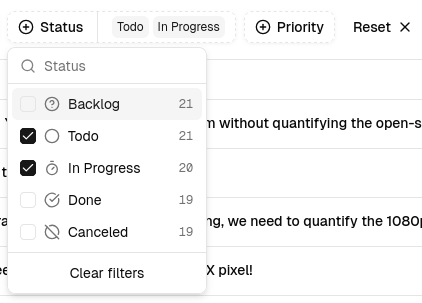 Status Todo In Progress Priority Reset
Status
Backlog 21
m without quantifying the open-s
Todo 21
In Progress 20
Done 19
ng, we need to quantify the 1080p
Canceled 19
X pixel!
Clear filters